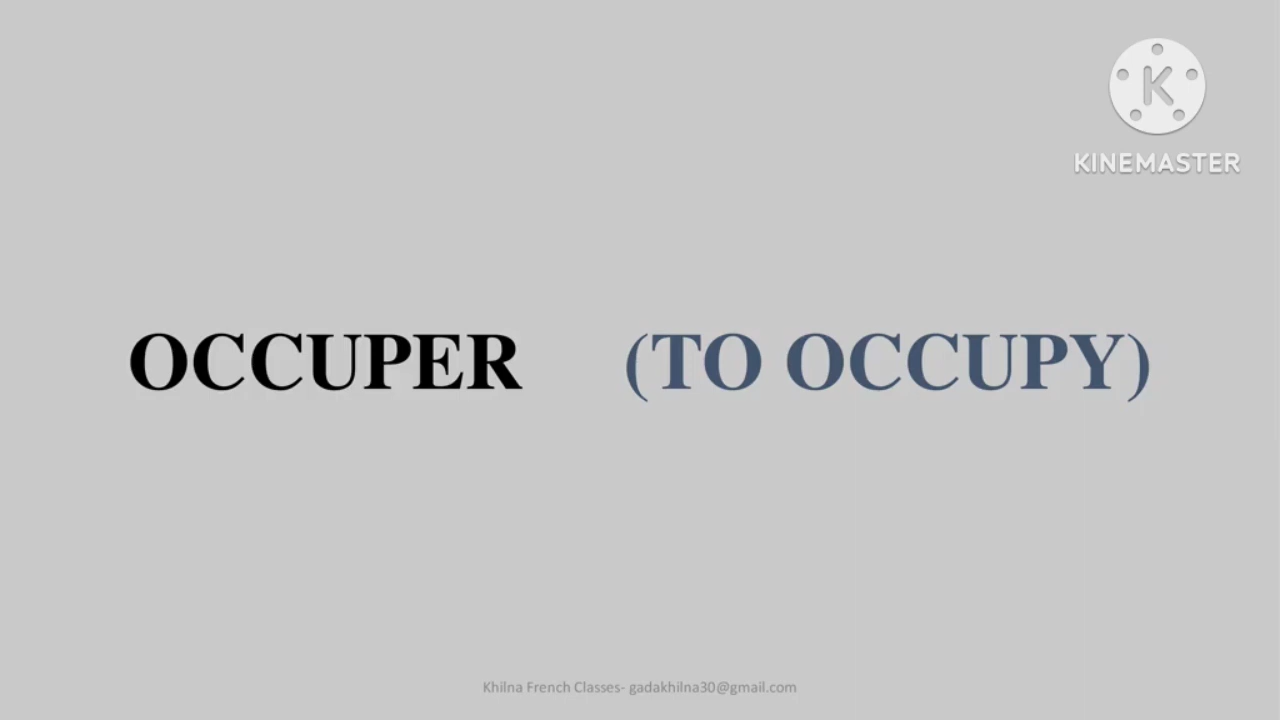 K
KINEMASTER
OCCUPER (TO OCCUPY)
Khilna French Classes- gadakhilna30@gmail.com